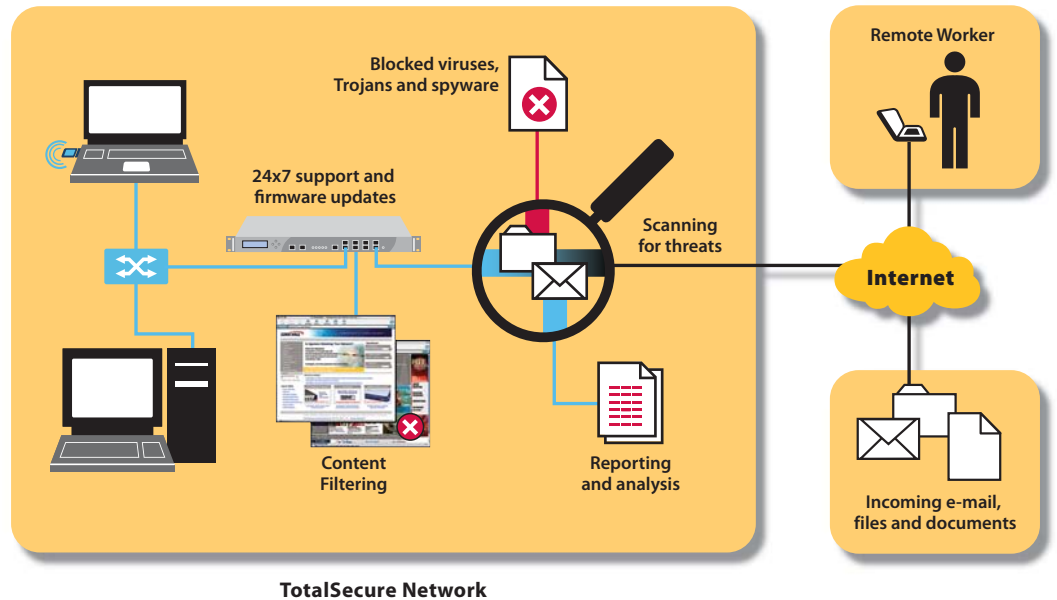 Blocked viruses,
Trojans and spyware
Remote Worker
24x7 support and
firmware updates
Scanning
for threats
Internet
Content
Filtering
Reporting
and analysis
Incoming e-mail,
files and documents
TotalSecure Network